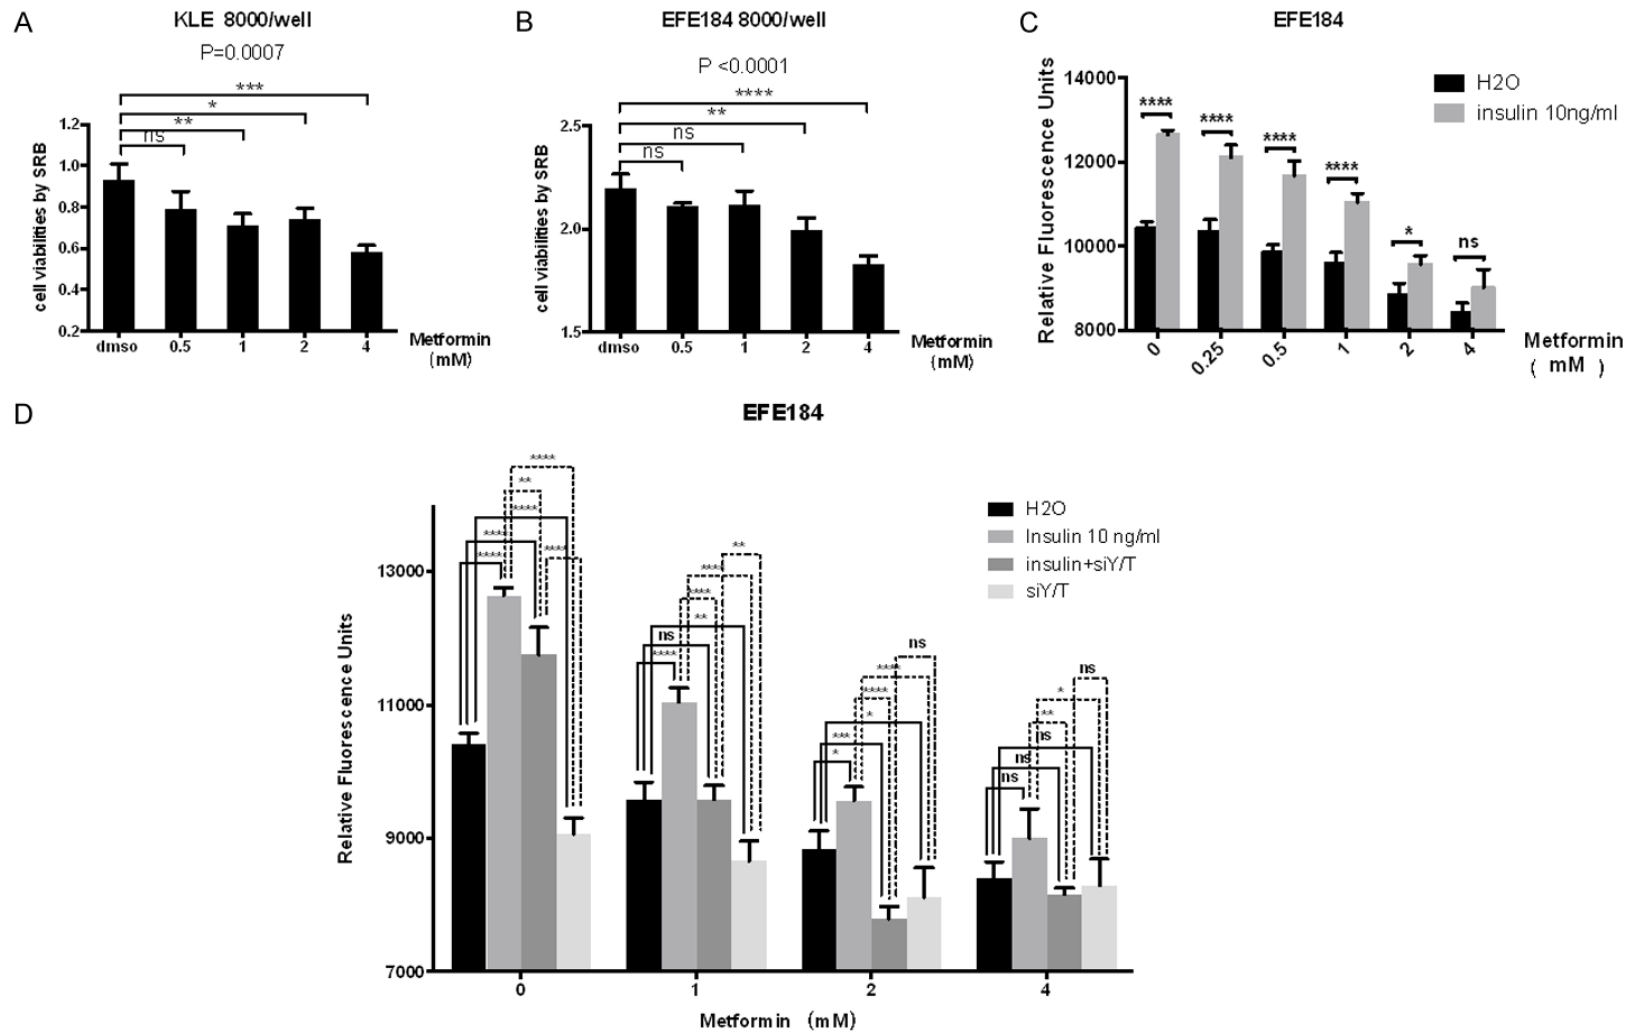 A
KLE 8000/well
P=0.0007
***
*
**
ns
1.2
1.0
0.8
0.6
0.4
0.2
cell viabilities by SRB
dmso 0.5 1 2 4
Metformin
(mM)
B
EFE184 8000/well
P <0.0001
****
**
ns
ns
2.5
2.0
1.5
cell viabilities by SRB
dmso 0.5 1 2 4
Metformin
(mM)
C
EFE184
H2O
insulin 10ng/ml
**** **** **** **** * ns
14000
12000
10000
8000
Relative Fluorescence Units
0 0.25 0.5 1 2 4
Metformin
( mM )
D
EFE184
H2O
Insulin 10 ng/ml
insulin+siY/T
siY/T
****
**
****
****
****
****
**
****
****
**
ns
****
ns
****
****
*
***
*
ns
*
**
ns
ns
ns
13000
11000
9000
7000
Relative Fluorescence Units
0 1 2 4
Metformin (mM)